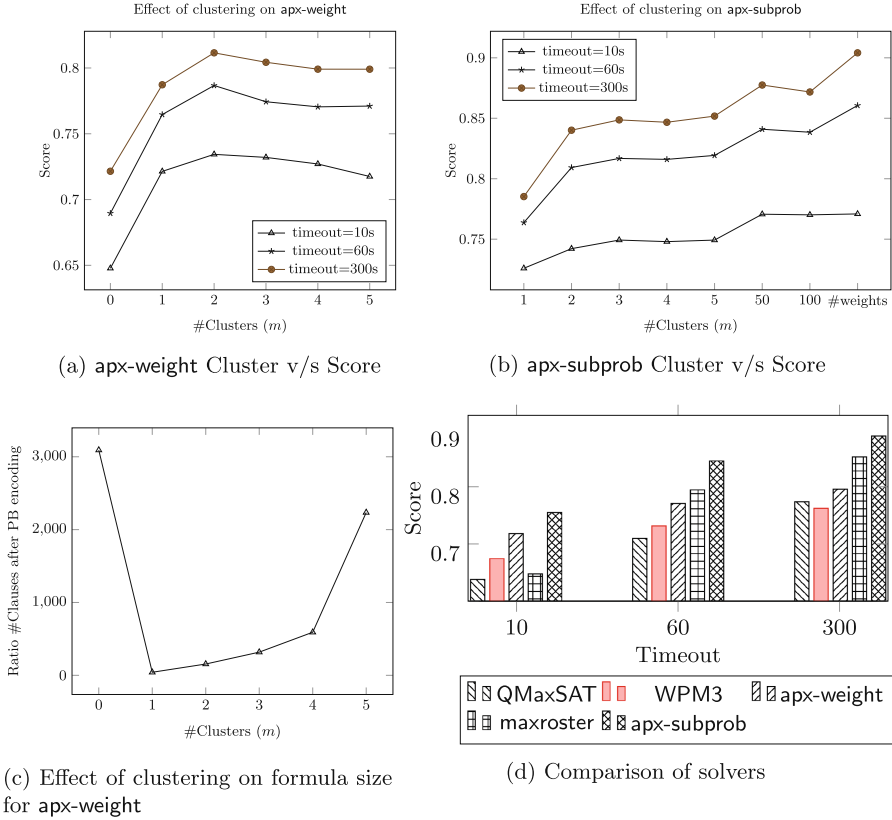 Effect of clustering on apx-weight
Score
0.8
0.75
0.7
0.65
timeout=10s
timeout=60s
timeout=300s
0 1 2 3 4 5
#Clusters (m)
(a) apx-weight Cluster v/s Score
Effect of clustering on apx-subprob
Score
0.9
0.85
0.8
0.75
timeout=10s
timeout=60s
timeout=300s
1 2 3 4 5 50 100 #weights
#Clusters (m)
(b) apx-subprob Cluster v/s Score
Ratio #Clauses after PB encoding
3,000
2,000
1,000
0
0 1 2 3 4 5
#Clusters (m)
(c) Effect of clustering on formula size
for apx-weight
Score
0.9
0.8
0.7
10 60 300
Timeout
QMaxSAT WPM3 apx-weight
maxroster apx-subprob
(d) Comparison of solvers